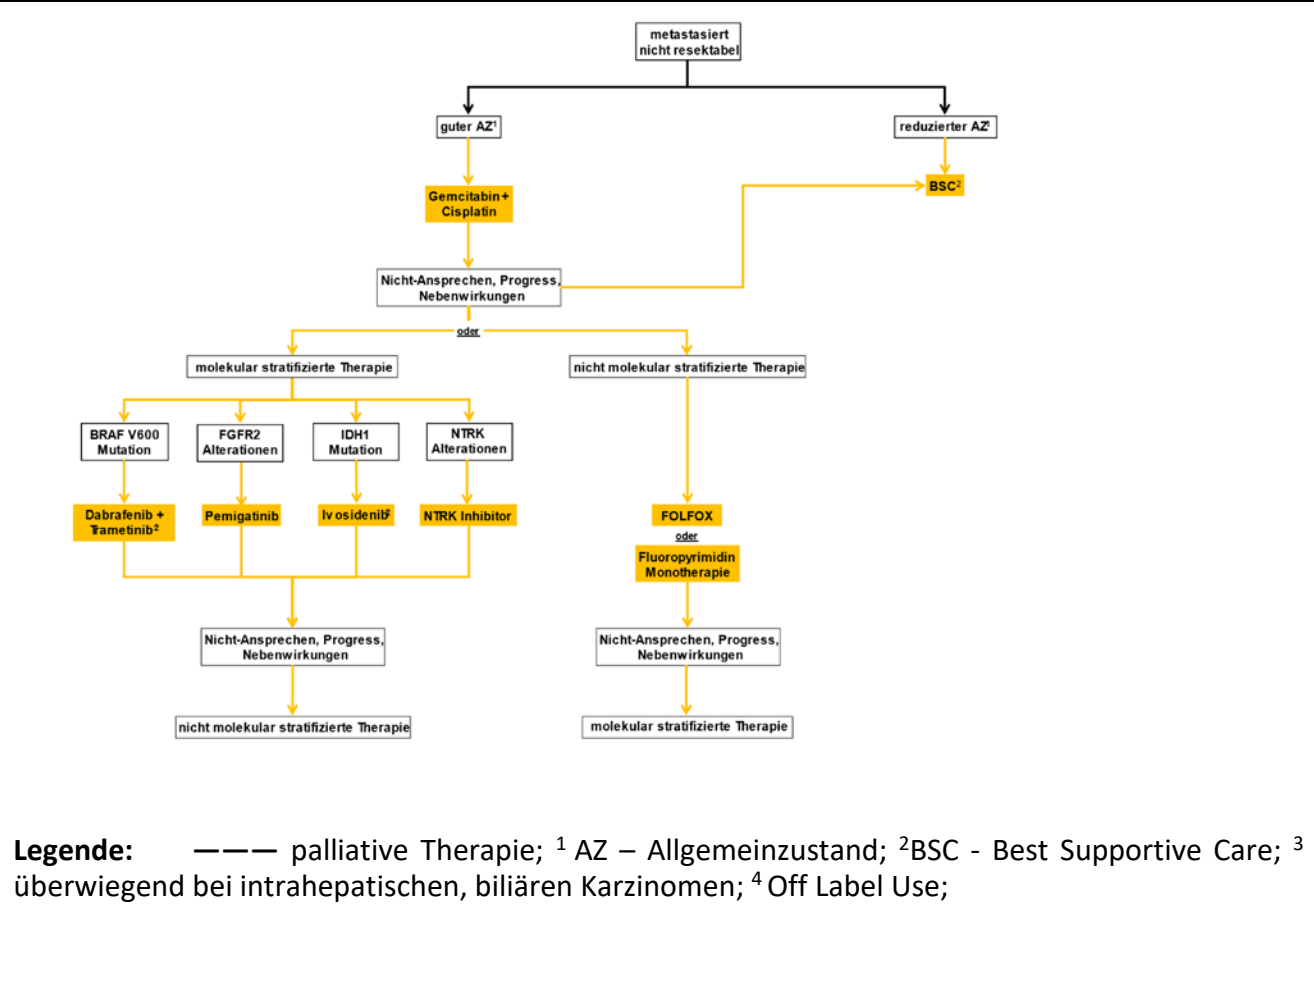 metastasiert
nicht resektabel
guter AZ¹
reduzierter AZ¹
Gemcitabin +
Cisplatin
BSC²
Nicht-Ansprechen, Progress,
Nebenwirkungen
oder
molekular stratifizierte Therapie
nicht molekular stratifizierte Therapie
BRAF V600
Mutation
FGFR2
Alterationen
IDH1
Mutation
NTRK
Alterationen
Dabrafenib +
Trametinib²
Pemigatinib
Ivosidenib²
NTRK Inhibitor
FOLFOX
oder
Fluoropyrimidin
Monotherapie
Nicht-Ansprechen, Progress,
Nebenwirkungen
Nicht-Ansprechen, Progress,
Nebenwirkungen
nicht molekular stratifizierte Therapie
molekular stratifizierte Therapie
Legende: ——— palliative Therapie; ¹ AZ – Allgemeinzustand; ²BSC - Best Supportive Care; ³
überwiegend bei intrahepatischen, biliären Karzinomen; ⁴ Off Label Use;